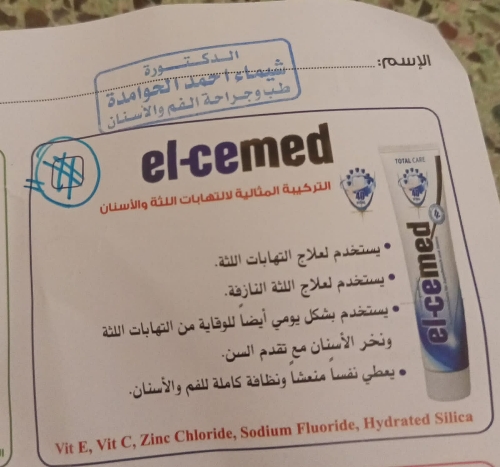 الإسم:
الدكتورة
شيماء احمد الحوامدة
طب وجراحة الفم والأسنان
el-cemed
التركيبة المثالية لالتهابات اللثة والأسنان
TOTAL CARE
el-cemed
يستخدم لعلاج التهابات اللثة.
يستخدم لعلاج اللثة النازفة.
يستخدم بشكل يومي أيضاً للوقاية من التهابات اللثة
ونخر الأسنان مع تقدم السن.
يعطي نفساً منعشاً ونظافة كاملة للفم والأسنان.
Vit E, Vit C, Zinc Chloride, Sodium Fluoride, Hydrated Silica